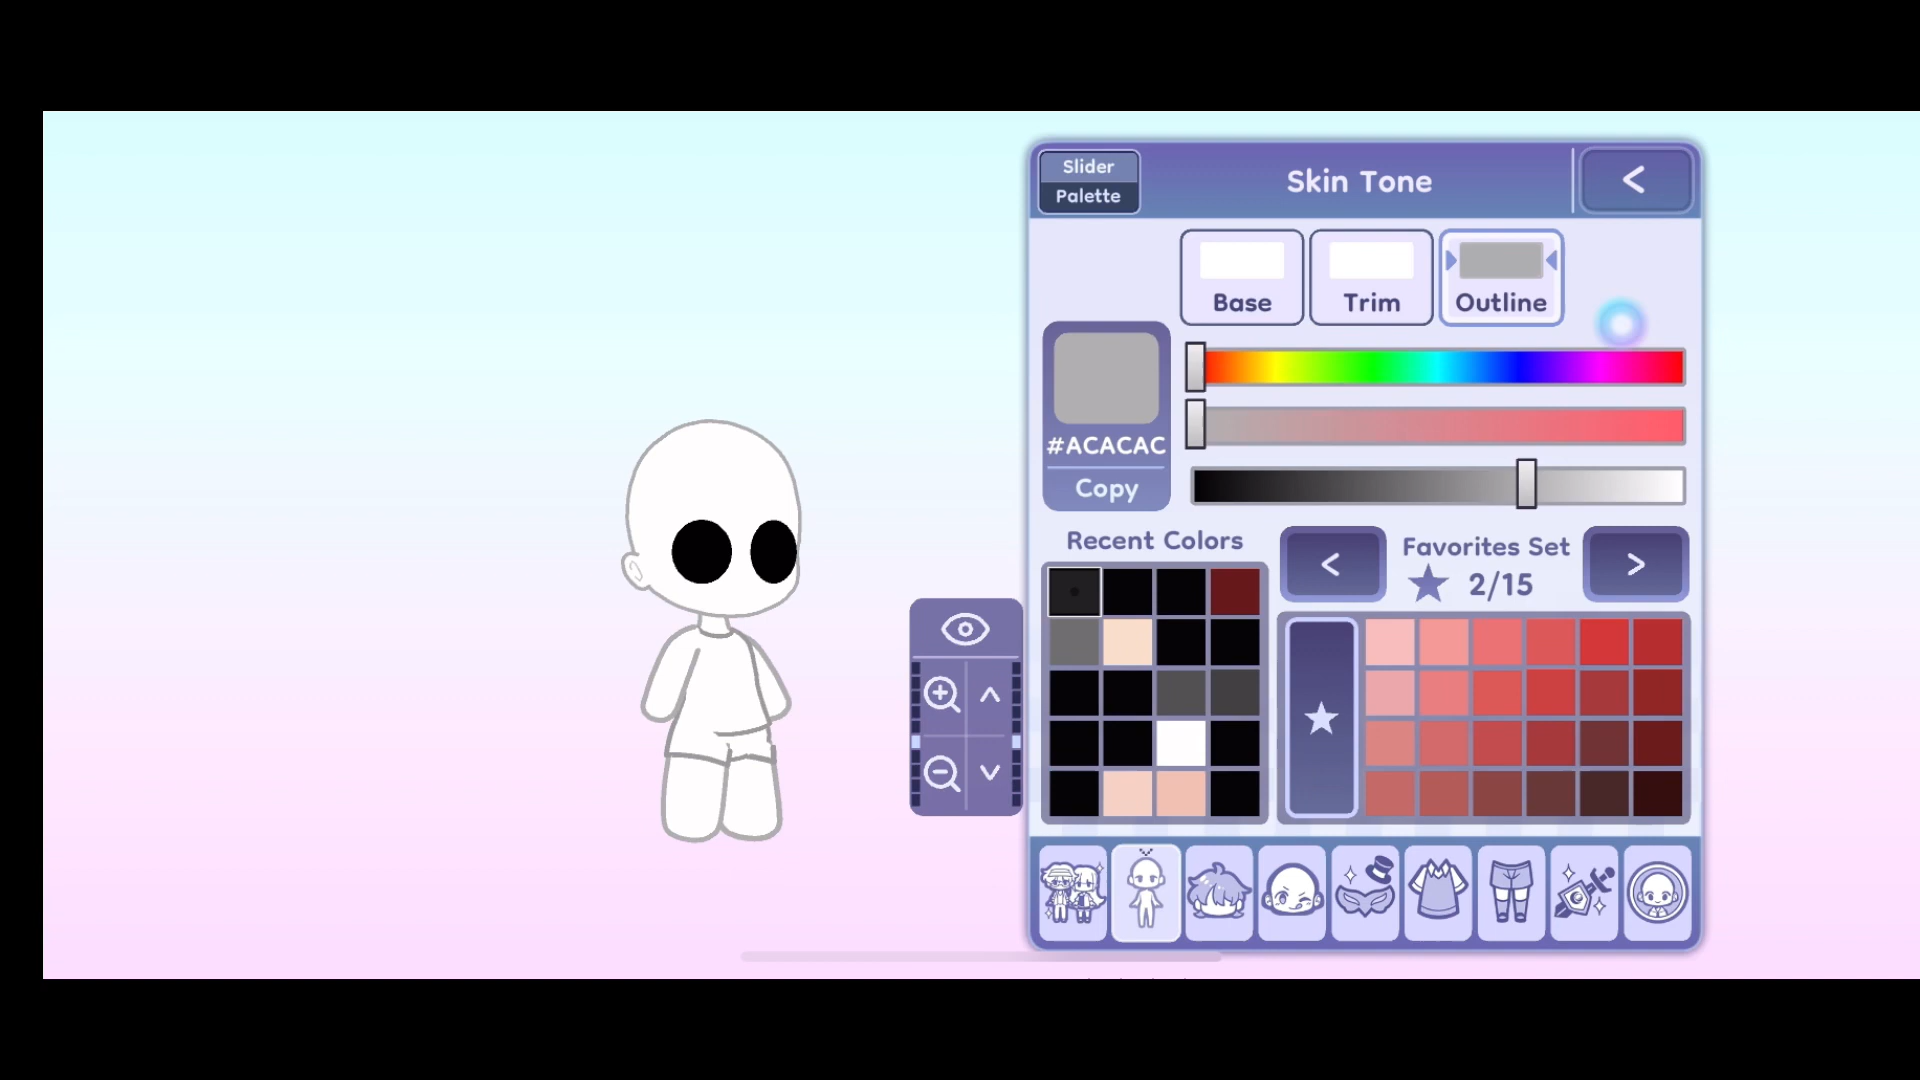 Slider
Palette
Skin Tone
<
Base
Trim
Outline
#ACACAC
Copy
Recent Colors
<
Favorites Set
2/15
>